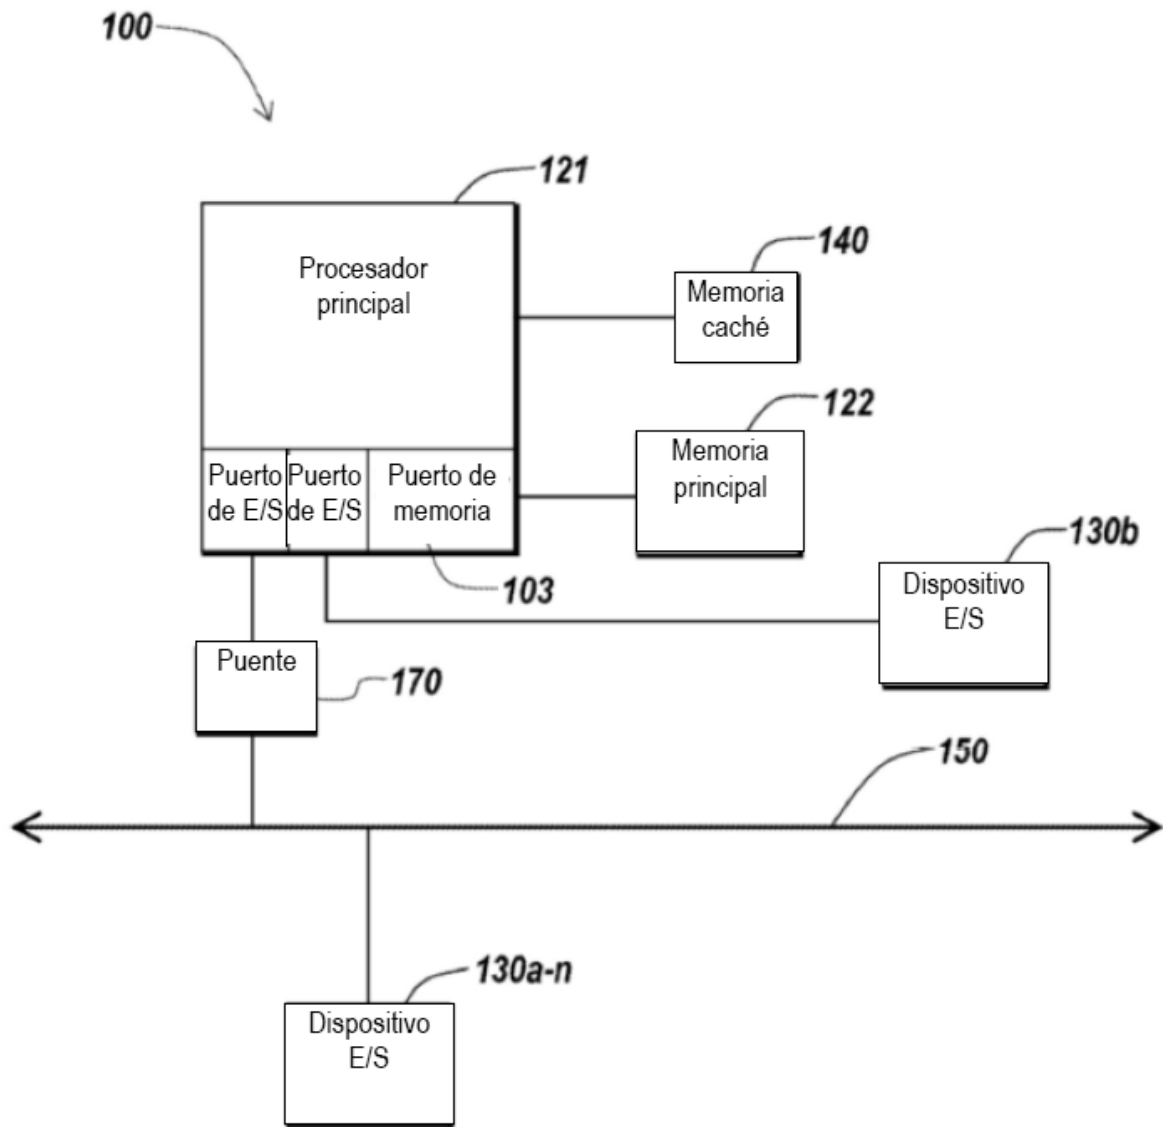 100
121
140
Procesador
principal
Memoria
caché
122
Memoria
principal
Puerto
de E/S
Puerto
de E/S
Puerto de
memoria
130b
103
Dispositivo
E/S
Puente
170
150
130a-n
Dispositivo
E/S